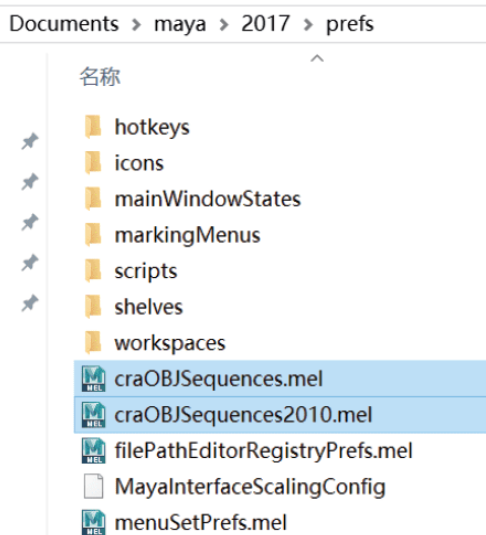 Documents > maya > 2017 > prefs
名称
hotkeys
icons
mainWindowStates
markingMenus
scripts
shelves
workspaces
craOBJSequences.mel
craOBJSequences2010.mel
filePathEditorRegistryPrefs.mel
MayaInterfaceScalingConfig
menuSetPrefs.mel